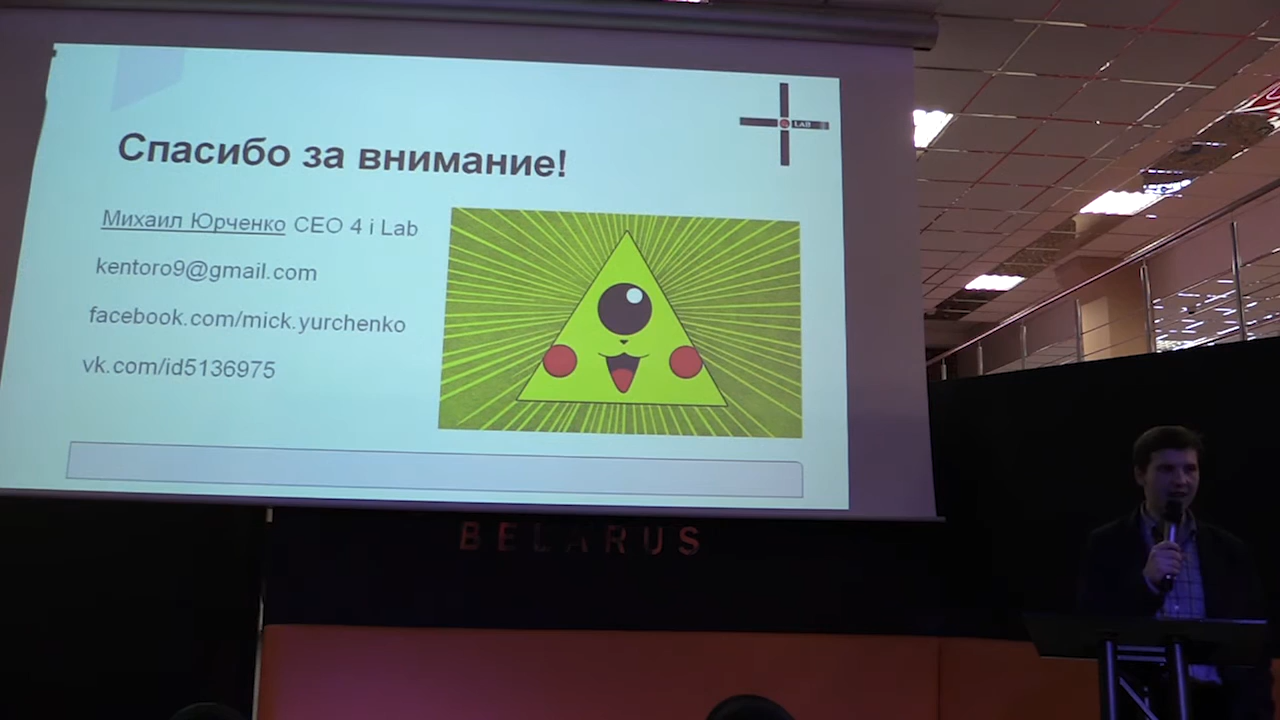 LAB
Спасибо за внимание!
Михаил Юрченко CEO 4 i Lab
kentoro9@gmail.com
facebook.com/mick.yurchenko
vk.com/id5136975
BELARUS